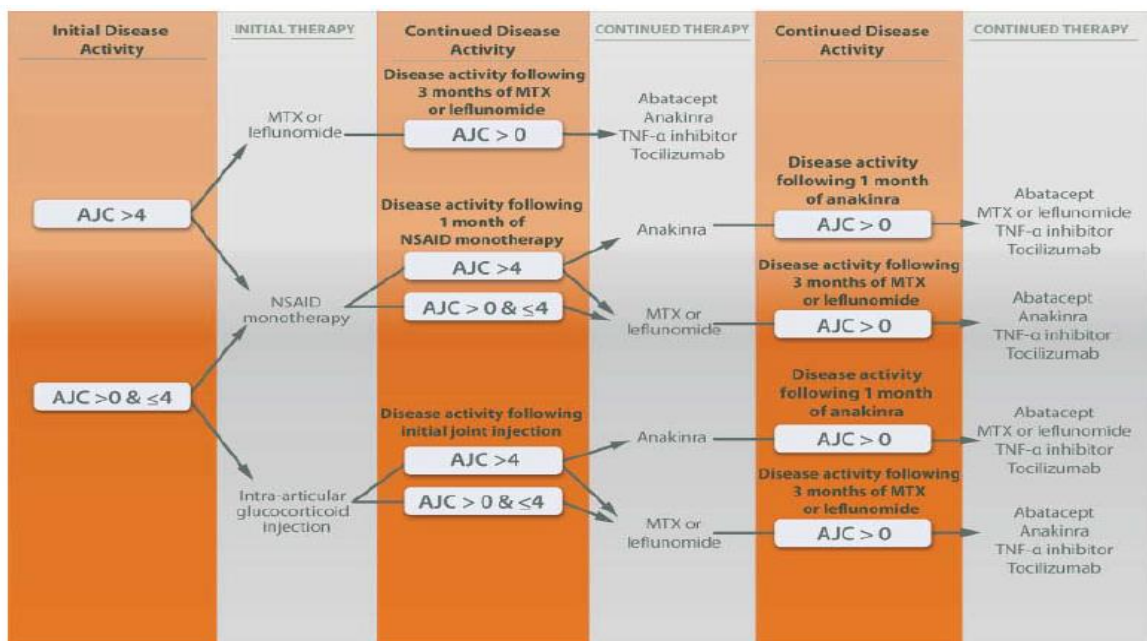 Initial Disease
Activity
INITIAL THERAPY
Continued Disease
Activity
CONTINUED THERAPY
Continued Disease
Activity
CONTINUED THERAPY
AJC >4
AJC >0 & ≤4
MTX or
leflunomide
NSAID
monotherapy
Intra-articular
glucocorticoid
injection
Disease activity following
3 months of MTX
or leflunomide
AJC > 0
Disease activity following
1 month of
NSAID monotherapy
AJC >4
AJC > 0 & ≤4
Disease activity following
initial joint injection
AJC >4
AJC > 0 & ≤4
Abatacept
Anakinra
TNF-α inhibitor
Tocilizumab
Anakinra
MTX or
leflunomide
Anakinra
MTX or
leflunomide
Disease activity
following 1 month
of anakinra
AJC > 0
Disease activity following
3 months of MTX
or leflunomide
AJC > 0
Disease activity
following 1 month
of anakinra
AJC > 0
Disease activity following
3 months of MTX
or leflunomide
AJC > 0
Abatacept
MTX or leflunomide
TNF-α inhibitor
Tocilizumab
Abatacept
Anakinra
TNF-α inhibitor
Tocilizumab
Abatacept
MTX or leflunomide
TNF-α inhibitor
Tocilizumab
Abatacept
Anakinra
TNF-α inhibitor
Tocilizumab